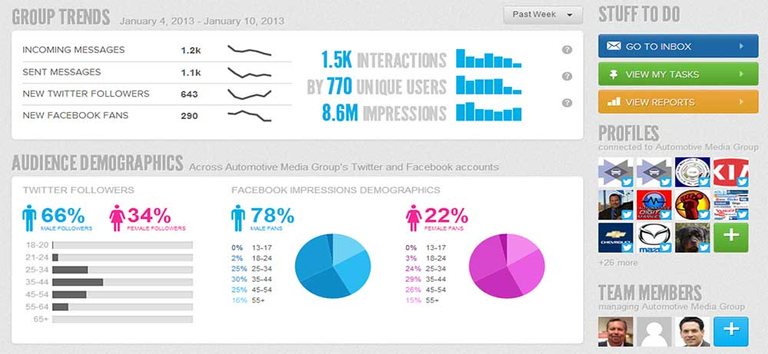 GROUP TRENDS January 4, 2013 - January 10, 2013
Past Week
INCOMING MESSAGES 1.2k
SENT MESSAGES 1.1k
NEW TWITTER FOLLOWERS 643
NEW FACEBOOK FANS 290
1.5K INTERACTIONS
BY 770 UNIQUE USERS
8.6M IMPRESSIONS
?
?
?
AUDIENCE DEMOGRAPHICS Across Automotive Media Group's Twitter and Facebook accounts
TWITTER FOLLOWERS
66% MALE FOLLOWERS
34% FEMALE FOLLOWERS
18-20
21-24
25-34
35-44
45-54
55-64
65+
FACEBOOK IMPRESSIONS DEMOGRAPHICS
78% MALE FANS
0% 13-17
2% 18-24
25% 25-34
30% 35-44
25% 45-54
16% 55+
22% FEMALE FANS
0% 13-17
3% 18-24
24% 25-34
29% 35-44
26% 45-54
15% 55+
STUFF TO DO
GO TO INBOX
VIEW MY TASKS
VIEW REPORTS
PROFILES
connected to Automotive Media Group
KIA
DIGIT
CHEVROLET
mazda
+26 more
TEAM MEMBERS
managing Automotive Media Group